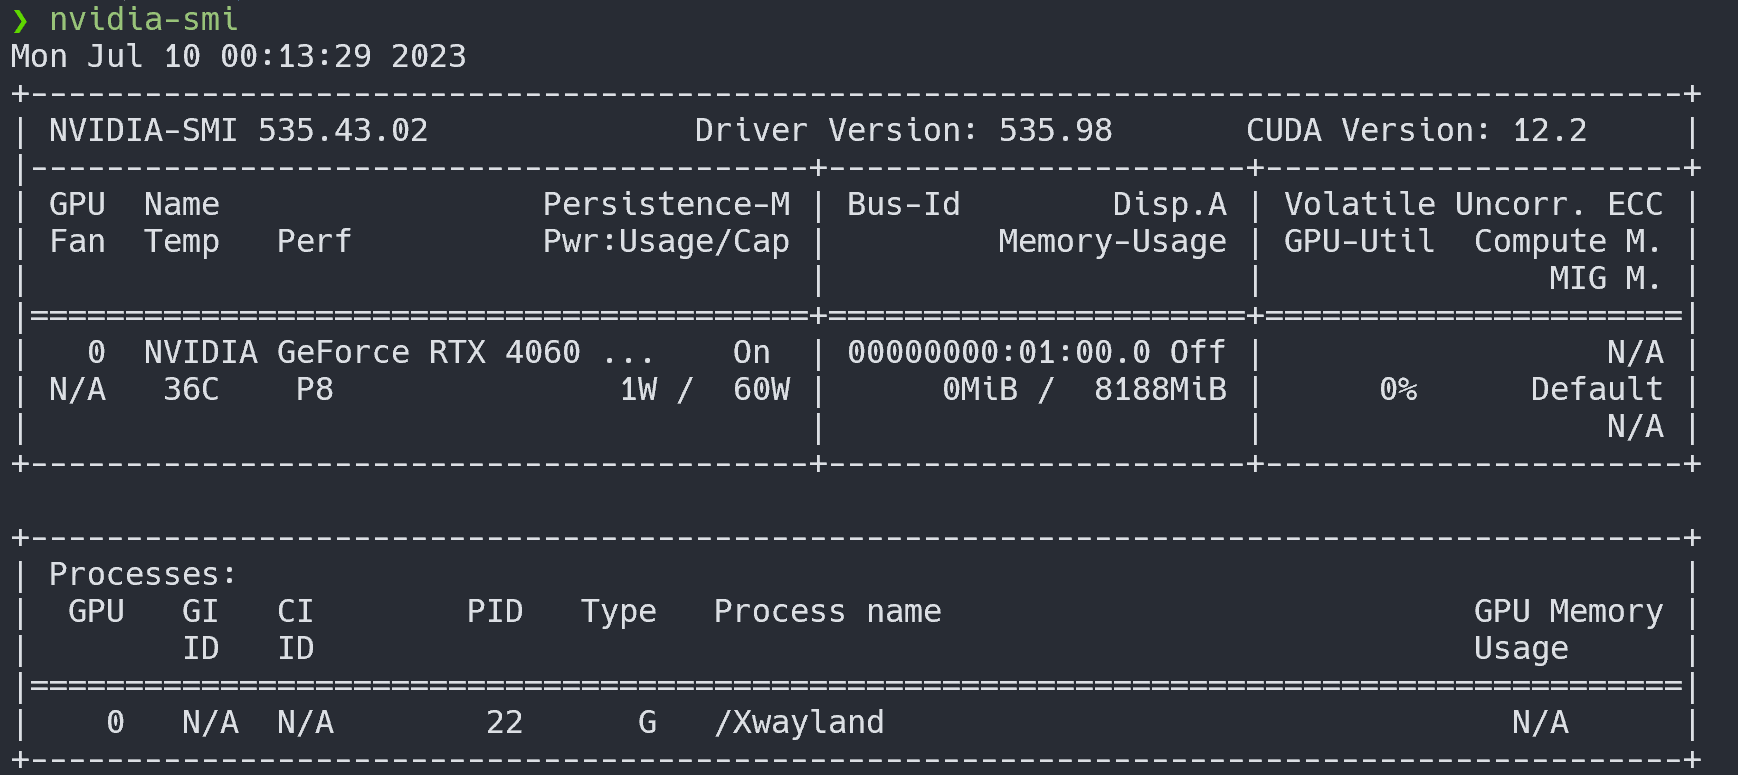 ❯ nvidia-smi
Mon Jul 10 00:13:29 2023
+---------------------------------------------------------------------------------------+
| NVIDIA-SMI 535.43.02              Driver Version: 535.98       CUDA Version: 12.2     |
|-----------------------------------------+----------------------+----------------------+
| GPU  Name                 Persistence-M | Bus-Id        Disp.A | Volatile Uncorr. ECC |
| Fan  Temp   Perf          Pwr:Usage/Cap |         Memory-Usage | GPU-Util  Compute M. |
|                                         |                      |               MIG M. |
|=========================================+======================+======================|
|   0  NVIDIA GeForce RTX 4060 ...    On  | 00000000:01:00.0 Off |                  N/A |
| N/A   36C    P8               1W /  60W |      0MiB /  8188MiB |      0%      Default |
|                                         |                      |                  N/A |
+-----------------------------------------+----------------------+----------------------+

+---------------------------------------------------------------------------------------+
| Processes:                                                                            |
|  GPU   GI   CI        PID   Type   Process name                            GPU Memory |
|        ID   ID                                                             Usage      |
|=======================================================================================|
|    0   N/A  N/A        22      G   /Xwayland                                 N/A      |
+---------------------------------------------------------------------------------------+